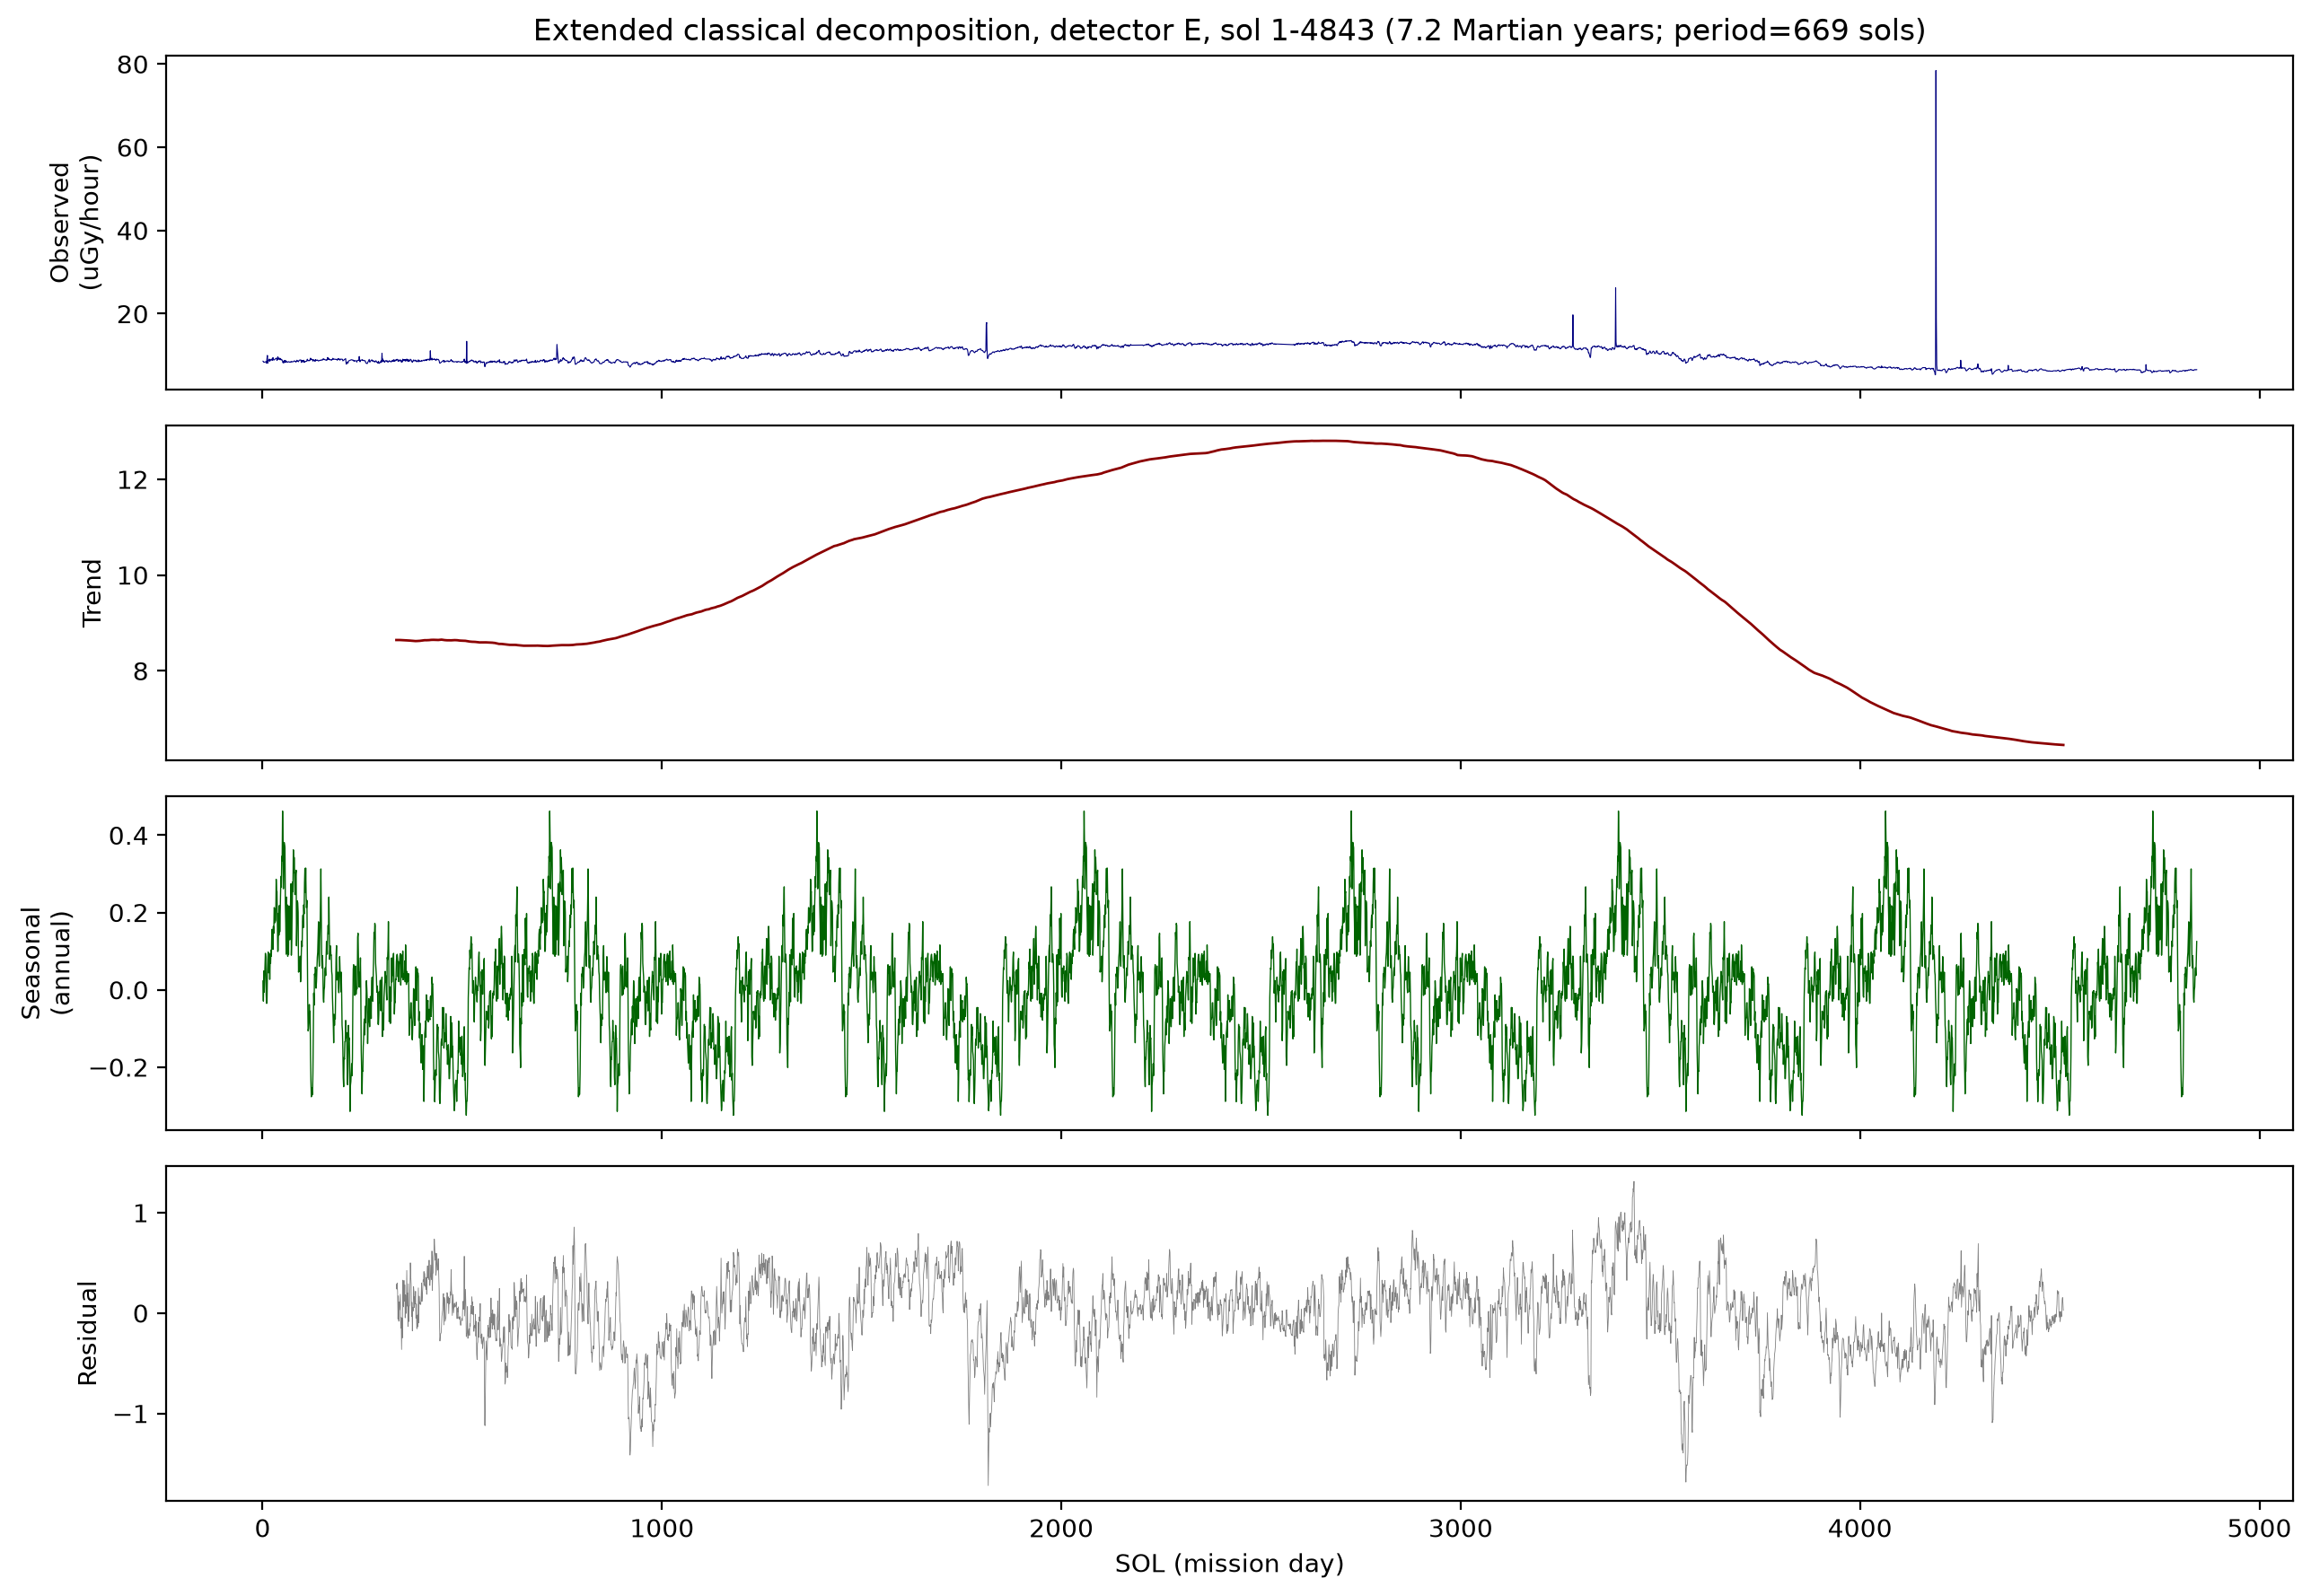 Extended classical decomposition, detector E, sol 1-4843 (7.2 Martian years; period=669 sols)
80
60
40
20
Observed
(uGy/hour)
12
10
8
Trend
0.4
0.2
0.0
−0.2
Seasonal
(annual)
1
0
−1
Residual
0
1000
2000
3000
4000
5000
SOL (mission day)